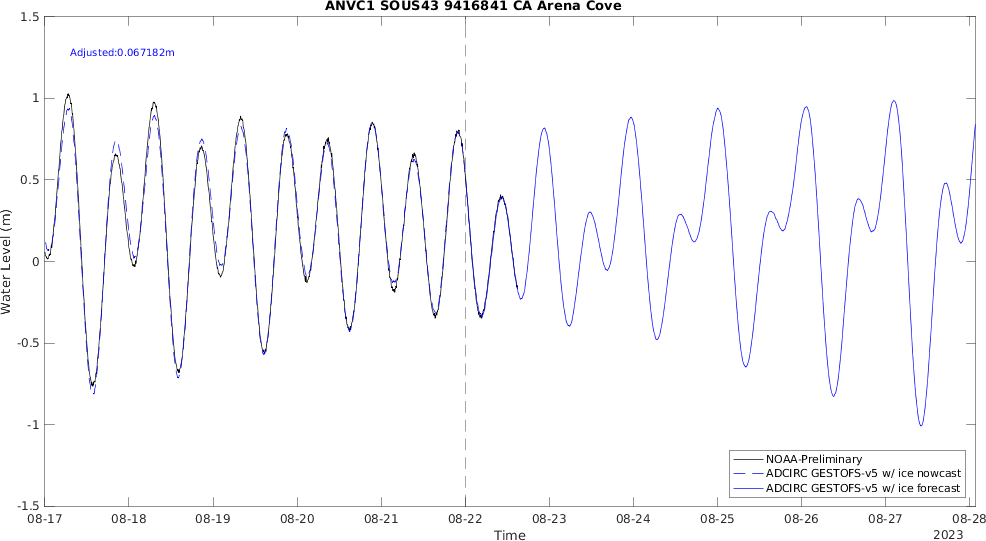 ANVC1 SOUS43 9416841 CA Arena Cove
1.5
Adjusted:0.067182m
1
0.5
0
-0.5
-1
-1.5
Water Level (m)
NOAA-Preliminary
ADCIRC GESTOFS-v5 w/ ice nowcast
ADCIRC GESTOFS-v5 w/ ice forecast
08-17 08-18 08-19 08-20 08-21 08-22 08-23 08-24 08-25 08-26 08-27 08-28
Time
2023